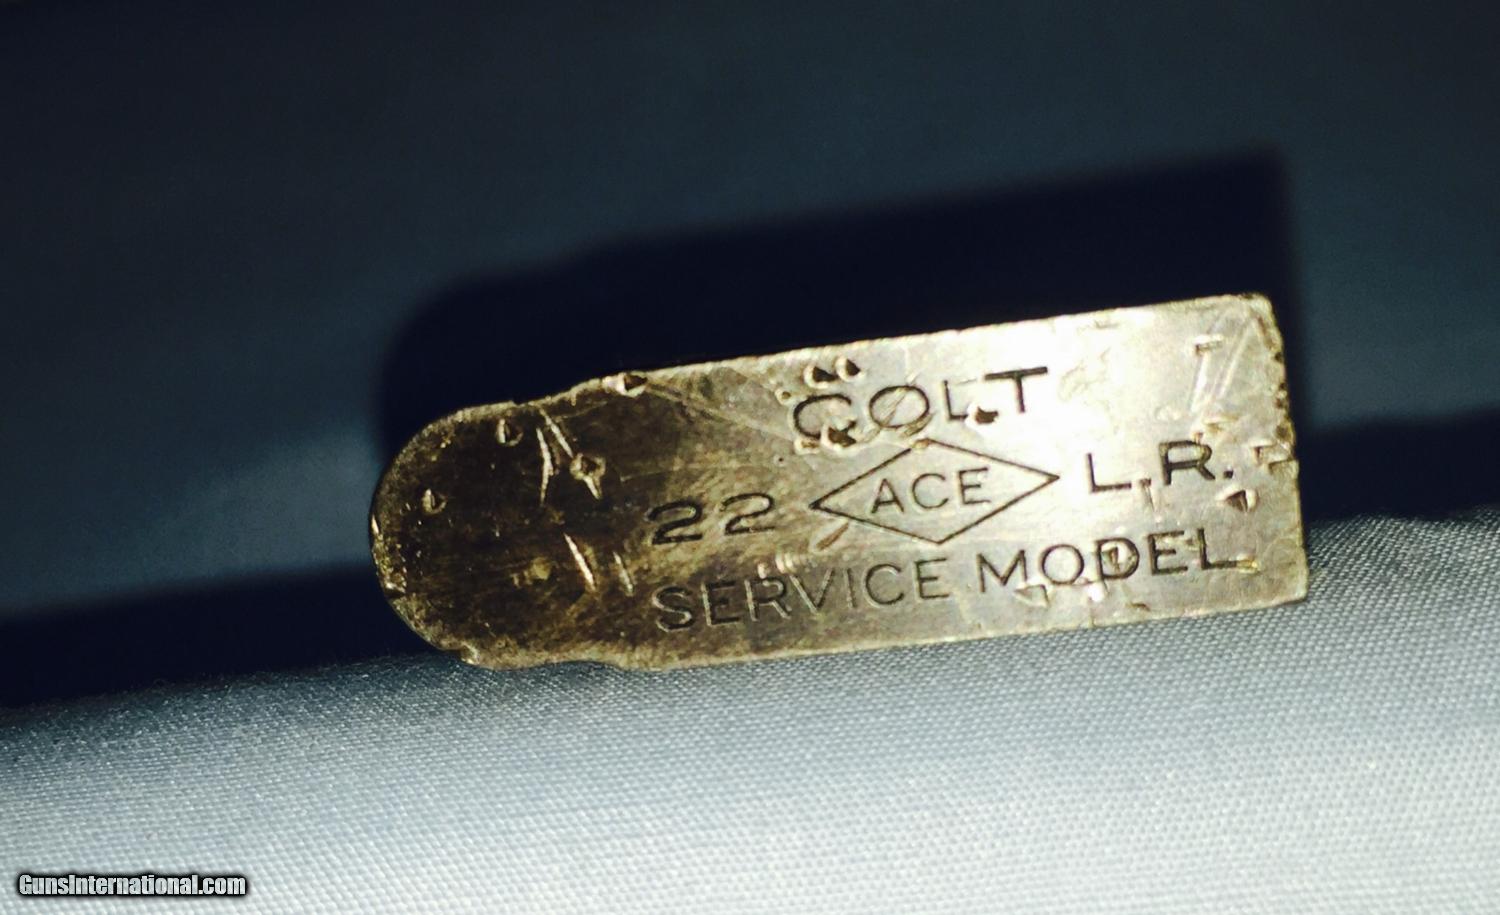 COLT
22 ACE L.R.
SERVICE MODEL
GunsInternational.com